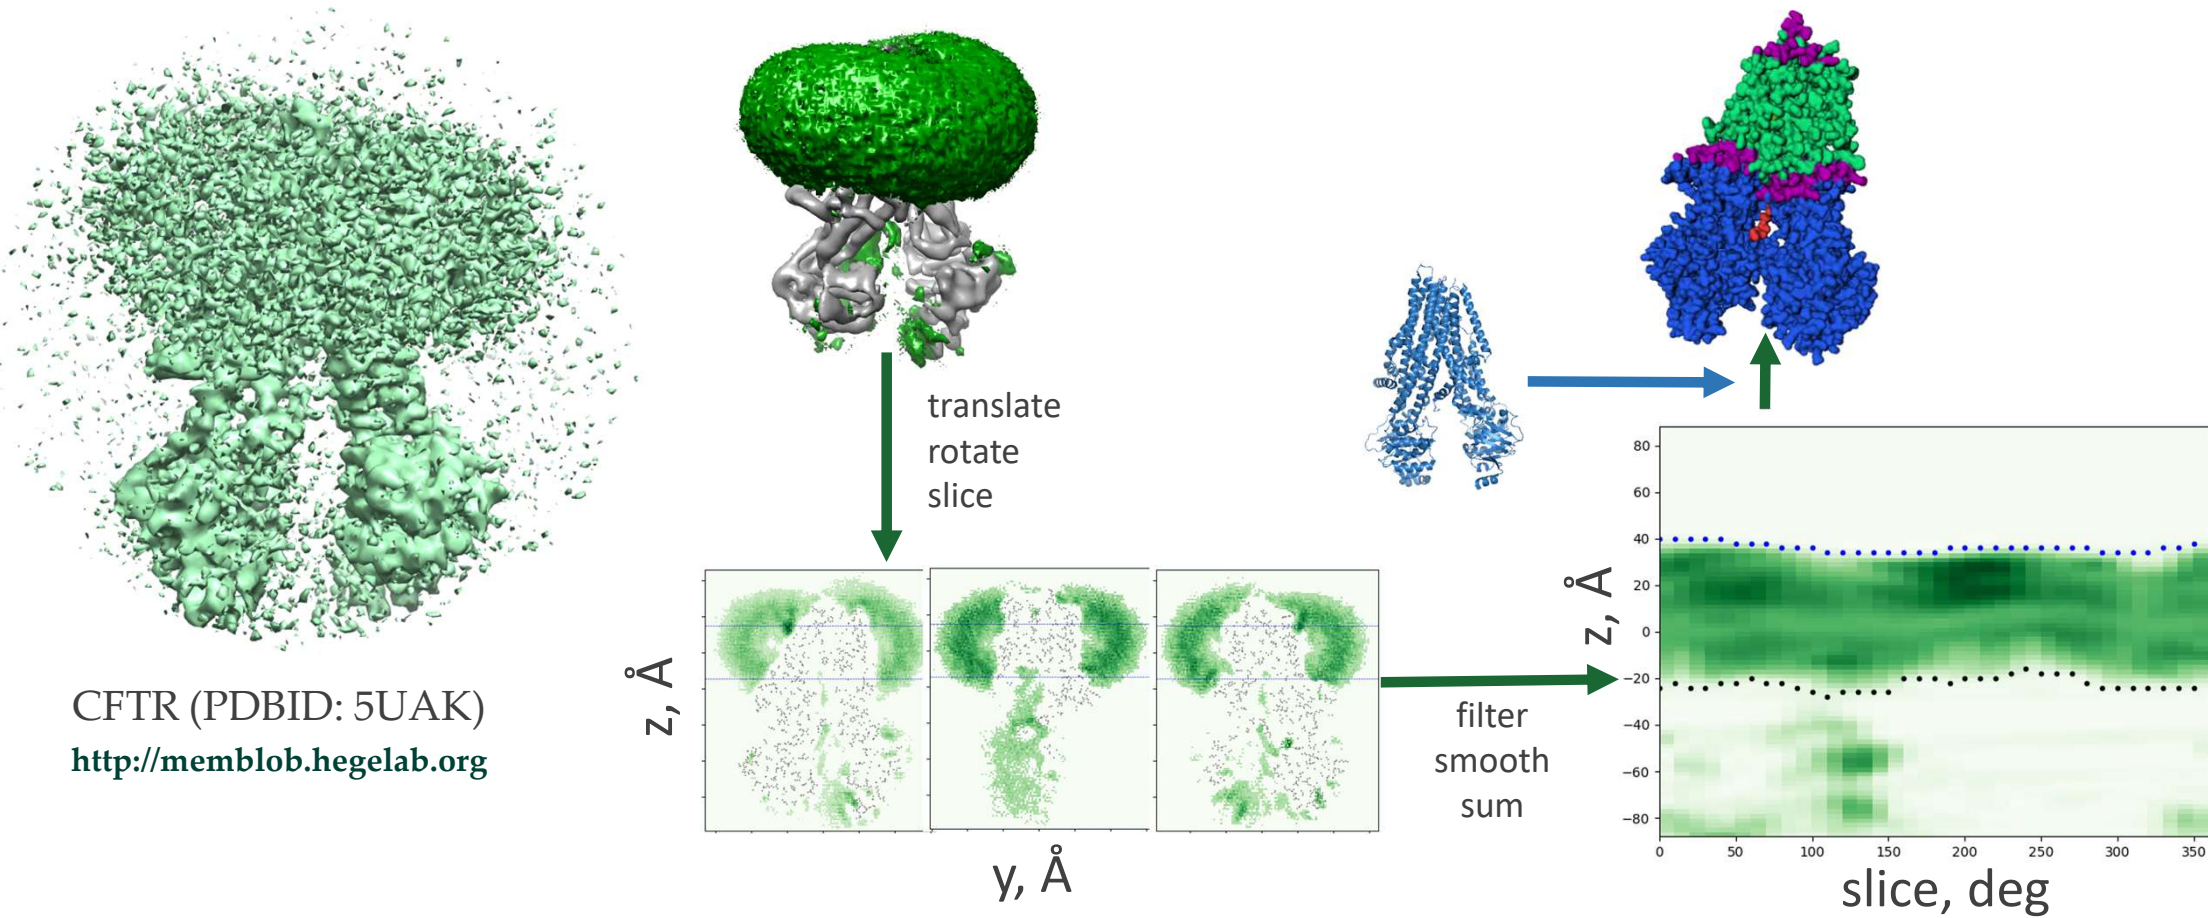 CFTR (PDBID: 5UAK)
http://memblob.hegelab.org
translate
rotate
slice
z, Å
y, Å
filter
smooth
sum
z, Å
80
60
40
20
0
−20
−40
−60
−80
0 50 100 150 200 250 300 350
slice, deg